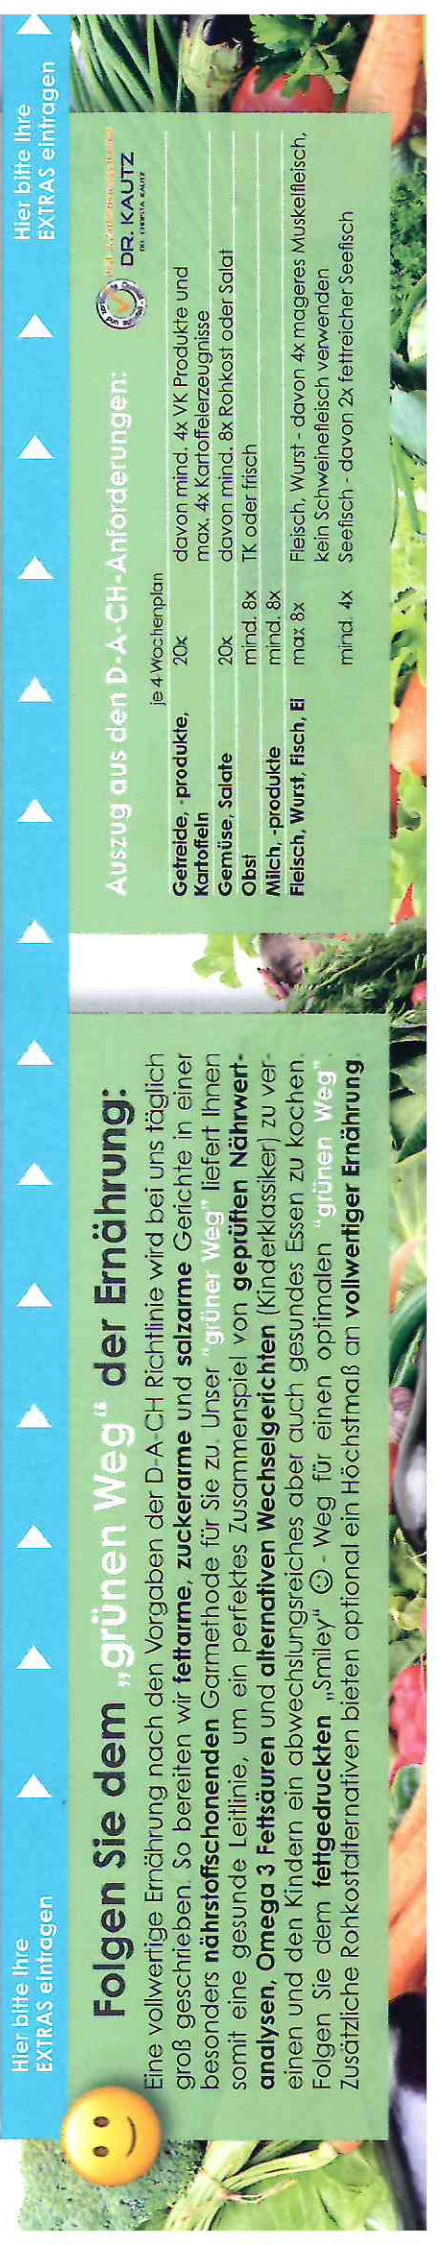 Hier bitte Ihre
EXTRAS eintragen
Hier bitte Ihre
EXTRAS eintragen
Folgen Sie dem „grünen Weg“ der Ernährung:
Eine vollwertige Ernährung nach den Vorgaben der D-A-CH Richtlinie wird bei uns täglich
groß geschrieben. So bereiten wir fettarme, zuckerarme und salzarme Gerichte in einer
besonders nährstoffschonenden Garmethode für Sie zu. Unser "grüner Weg" liefert Ihnen
somit eine gesunde Leitlinie, um ein perfektes Zusammenspiel von geprüften Nährwert-
analysen, Omega 3 Fettsäuren und alternativen Wechselgerichten (Kinderklassiker) zu ver-
einen und den Kindern ein abwechslungsreiches aber auch gesundes Essen zu kochen.
Folgen Sie dem fettgedruckten „Smiley“ ☺ - Weg für einen optimalen "grünen Weg".
Zusätzliche Rohkostalternativen bieten optional ein Höchstmaß an vollwertiger Ernährung.
Auszug aus den D-A-CH-Anforderungen:
DR. KAUTZ
je 4 Wochenplan
Getreide, -produkte, 20x davon mind. 4x VK Produkte und
Kartoffeln max. 4x Kartoffelerzeugnisse
Gemüse, Salate 20x davon mind. 8x Rohkost oder Salat
Obst mind. 8x TK oder frisch
Milch, -produkte mind. 8x
Fleisch, Wurst, Fisch, Ei max 8x Fleisch, Wurst - davon 4x mageres Muskelfleisch,
kein Schweinefleisch verwenden
mind. 4x Seefisch - davon 2x fettreicher Seefisch